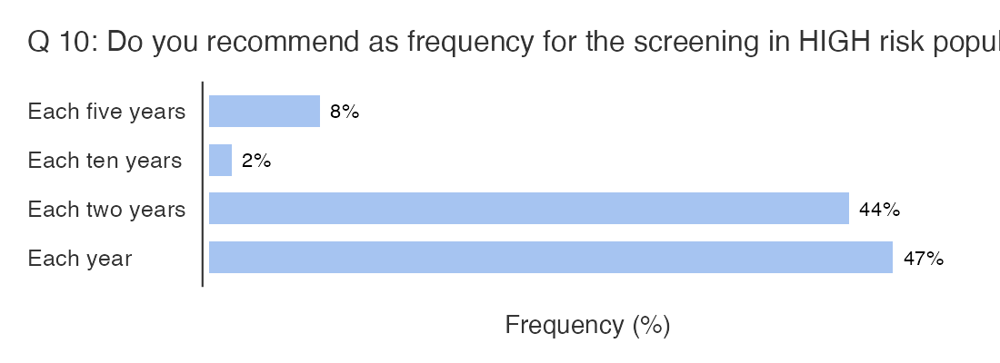 Q 10: Do you recommend as frequency for the screening in HIGH risk popul
Each five years 8%
Each ten years 2%
Each two years 44%
Each year 47%
Frequency (%)